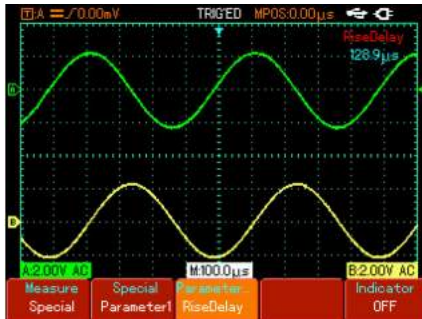 T:A 0.00mV TRIG'ED MPOS:0.00µs
RiseDelay
128.9µs
A
B
A:2.00V AC M:100.0µs B:2.00V AC
Measure Special Parameter.. Indicator
Special Parameter1 RiseDelay OFF